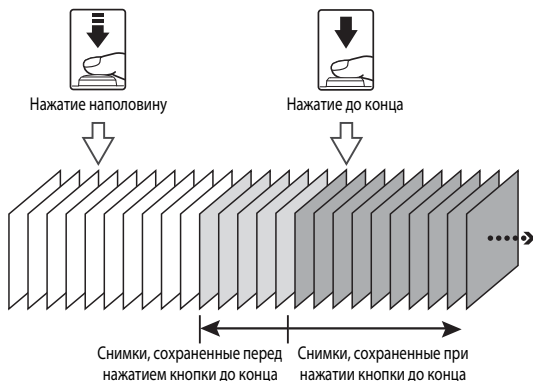 Нажатие наполовину
Нажатие до конца
Снимки, сохраненные перед
нажатием кнопки до конца
Снимки, сохраненные при
нажатии кнопки до конца